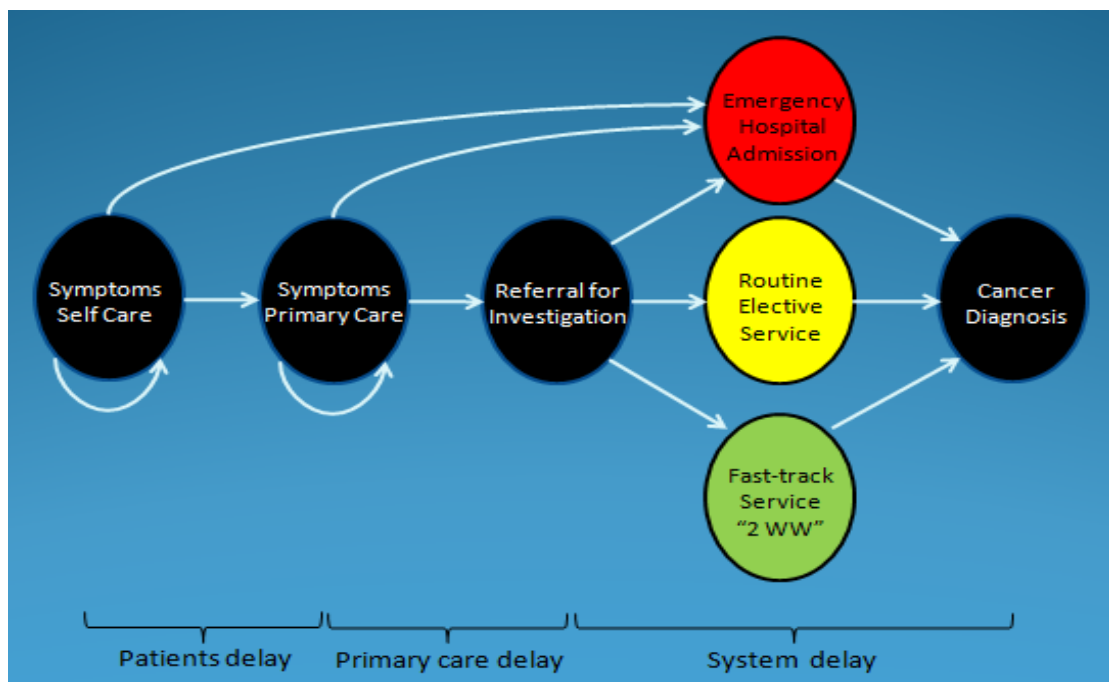 Emergency
Hospital
Admission
Symptoms
Self Care
Symptoms
Primary Care
Referral for
Investigation
Routine
Elective
Service
Cancer
Diagnosis
Fast-track
Service
“2 WW”
Patients delay
Primary care delay
System delay